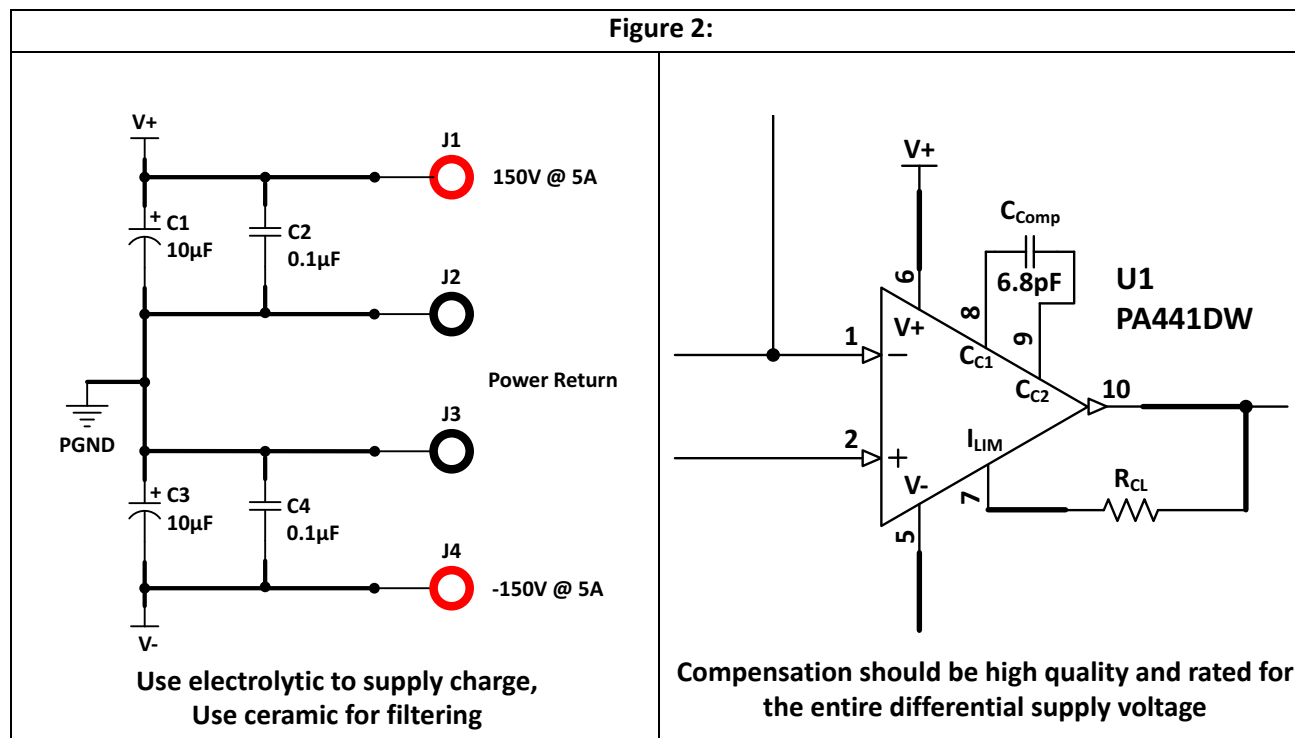 Figure 2:
V+
J1
150V @ 5A
+ C1
10µF
C2
0.1µF
J2
Power Return
PGND
J3
+ C3
10µF
C4
0.1µF
J4
-150V @ 5A
V-
Use electrolytic to supply charge,
Use ceramic for filtering
V+
CComp
6.8pF
U1
PA441DW
6
8
9
1
V+
−
CC1
CC2
10
2
+
ILIM
V-
7
RCL
5
Compensation should be high quality and rated for
the entire differential supply voltage